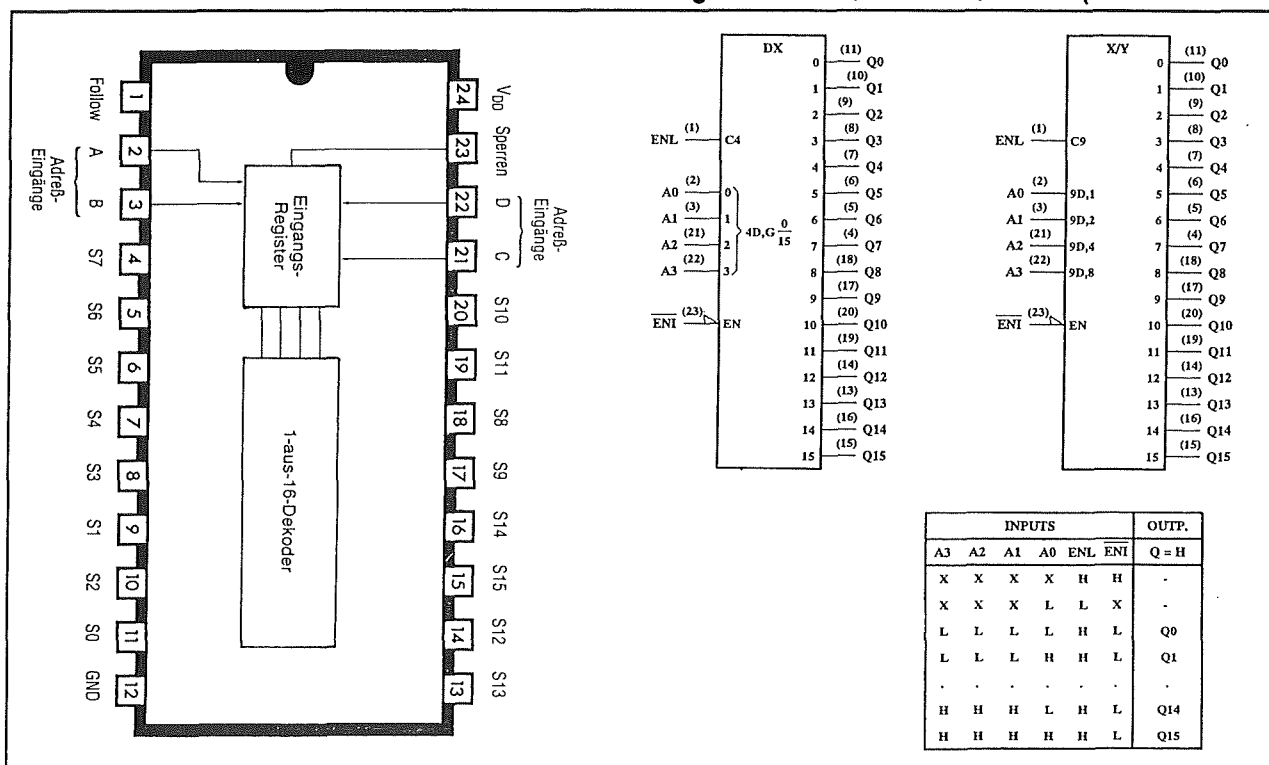 Follow
A
B
Adreß-
Eingänge
S7
S6
S5
S4
S3
S1
S2
S0
GND
1
2
3
4
5
6
7
8
9
10
11
12
Eingangs-
Register
1-aus-16-Dekoder
24
23
22
21
20
19
18
17
16
15
14
13
VDD
Sperren
D
C
Adreß-
Eingänge
S10
S11
S8
S9
S14
S15
S12
S13
DX
0 (11) Q0
1 (10) Q1
2 (9) Q2
ENL (1) C4 3 (8) Q3
4 (7) Q4
A0 (2) 0 5 (6) Q5
A1 (3) 1 6 (5) Q6
4D,G 0/15
A2 (21) 2 7 (4) Q7
A3 (22) 3 8 (18) Q8
9 (17) Q9
ENI (23) EN 10 (20) Q10
11 (19) Q11
12 (14) Q12
13 (13) Q13
14 (16) Q14
15 (15) Q15
X/Y
0 (11) Q0
1 (10) Q1
2 (9) Q2
ENL (1) C9 3 (8) Q3
4 (7) Q4
A0 (2) 9D,1 5 (6) Q5
A1 (3) 9D,2 6 (5) Q6
A2 (21) 9D,4 7 (4) Q7
A3 (22) 9D,8 8 (18) Q8
9 (17) Q9
ENI (23) EN 10 (20) Q10
11 (19) Q11
12 (14) Q12
13 (13) Q13
14 (16) Q14
15 (15) Q15
INPUTS OUTP.
A3 A2 A1 A0 ENL ENI Q = H
X X X X H H -
X X X L L X -
L L L L H L Q0
L L L H H L Q1
. . . . . . .
H H H L H L Q14
H H H H H L Q15